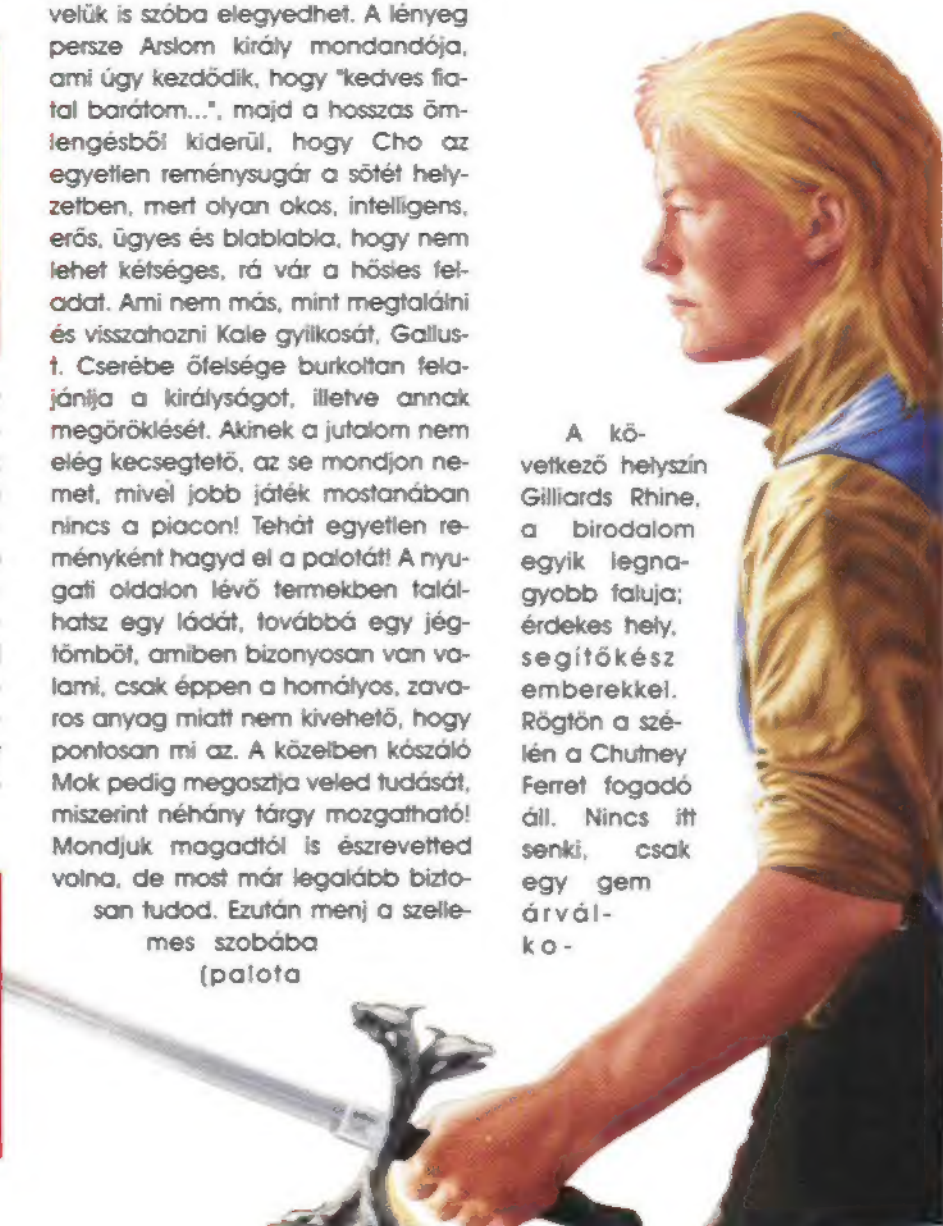 velük is szóba elegyedhet. A lényeg
persze Arslom király mondandója,
ami úgy kezdődik, hogy "kedves fia-
tal barátom...", majd a hosszas öm-
lengésből kiderül, hogy Cho az
egyetlen reménysugár a sötét hely-
zetben, mert olyan okos, intelligens,
erős, ügyes és blablabla, hogy nem
lehet kétséges, rá vár a hősies fel-
adat. Ami nem más, mint megtalálni
és visszahozni Kale gyilkosát, Gallus-
t. Cserébe őfelsége burkoltan fela-
jánlja a királyságot, illetve annak
megöröklését. Akinek a jutalom nem
elég kecsegtető, az se mondjon ne-
met, mivel jobb játék mostanában
nincs a piacon! Tehát egyetlen re-
ményként hagyd el a palotát! A nyu-
gati oldalon lévő termekben talál-
hatsz egy ládát, továbbá egy jég-
tömböt, amiben bizonyosan van va-
lami, csak éppen a homályos, zava-
ros anyag miatt nem kivehető, hogy
pontosan mi az. A közelben kószáló
Mok pedig megosztja veled tudását,
miszerint néhány tárgy mozgatható!
Mondjuk magadtól is észrevetted
volna, de most már legalább bizto-
san tudod. Ezután menj a szelle-
mes szobába
(palota
A kö-
vetkező helyszín
Gilliards Rhine,
a birodalom
egyik legna-
gyobb faluja;
érdekes hely,
segítőkész
emberekkel.
Rögtön a szé-
lén a Chutney
Ferret fogadó
áll. Nincs itt
senki, csak
egy gem
árvál-
ko-